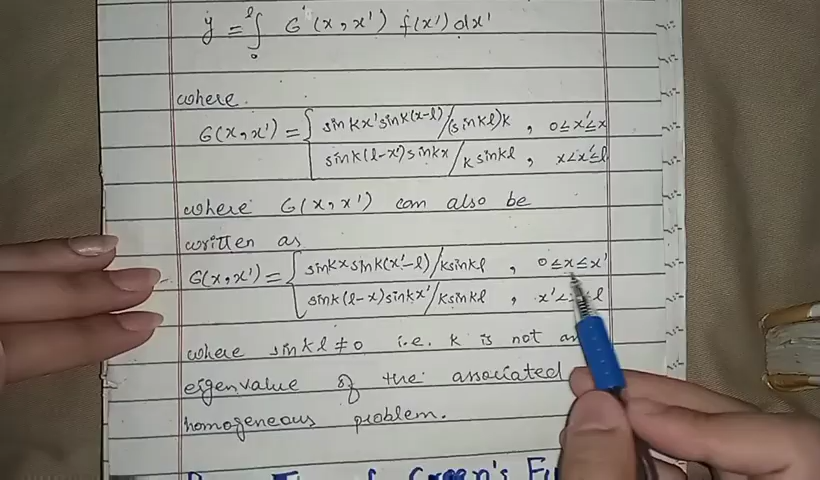 y = ∫₀ˡ G(x, x') f(x') dx'
where
G(x, x') = { sin kx' sin k(x-l)/(sin kl)k , 0≤x'≤x
sin k(l-x') sin kx/k sin kl , x<x'≤l
where G(x, x') can also be
written as
G(x, x') = { sin kx sin k(x'-l)/k sin kl , 0≤x≤x'
sin k(l-x) sin kx'/k sin kl , x'< l
where sin kl ≠ 0 i.e. k is not
eigenvalue of the associated
homogeneous problem.
Green's